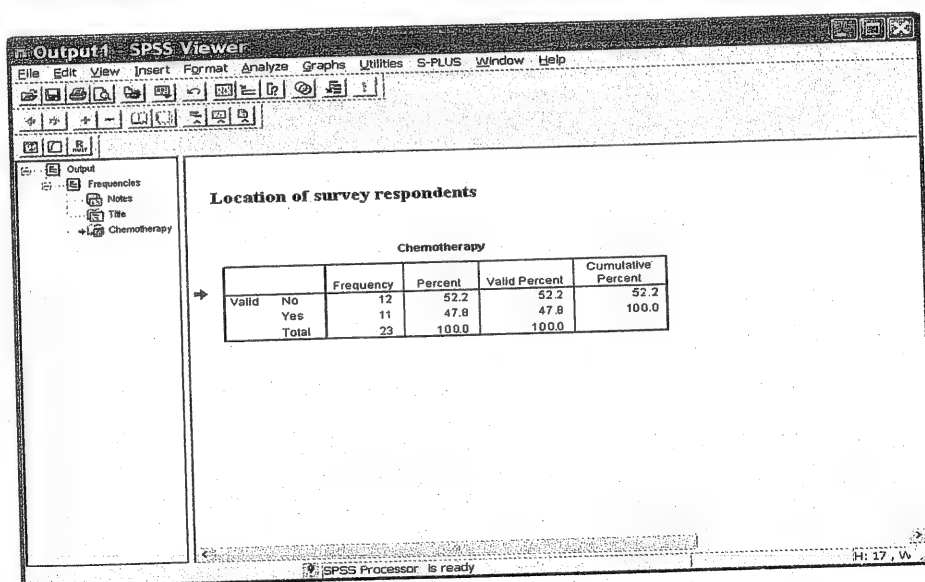 Output1 SPSS Viewer
File Edit View Insert Format Analyze Graphs Utilities S-PLUS Window Help
Output
Frequencies
Notes
Title
Chemotherapy
Location of survey respondents
Chemotherapy
Frequency Percent Valid Percent Cumulative Percent
Valid No 12 52.2 52.2 52.2
Yes 11 47.8 47.8 100.0
Total 23 100.0 100.0
SPSS Processor is ready
H: 17 , W